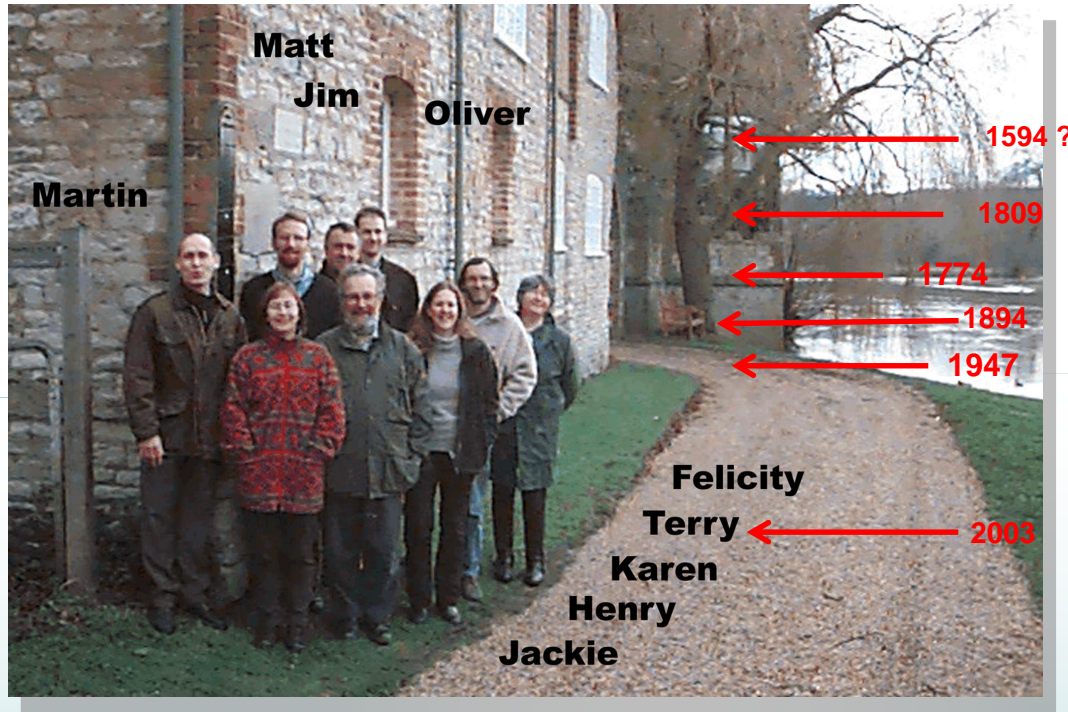 Matt
Jim
Oliver
1594 ?
Martin
1809
1774
1894
1947
Felicity
Terry
2003
Karen
Henry
Jackie